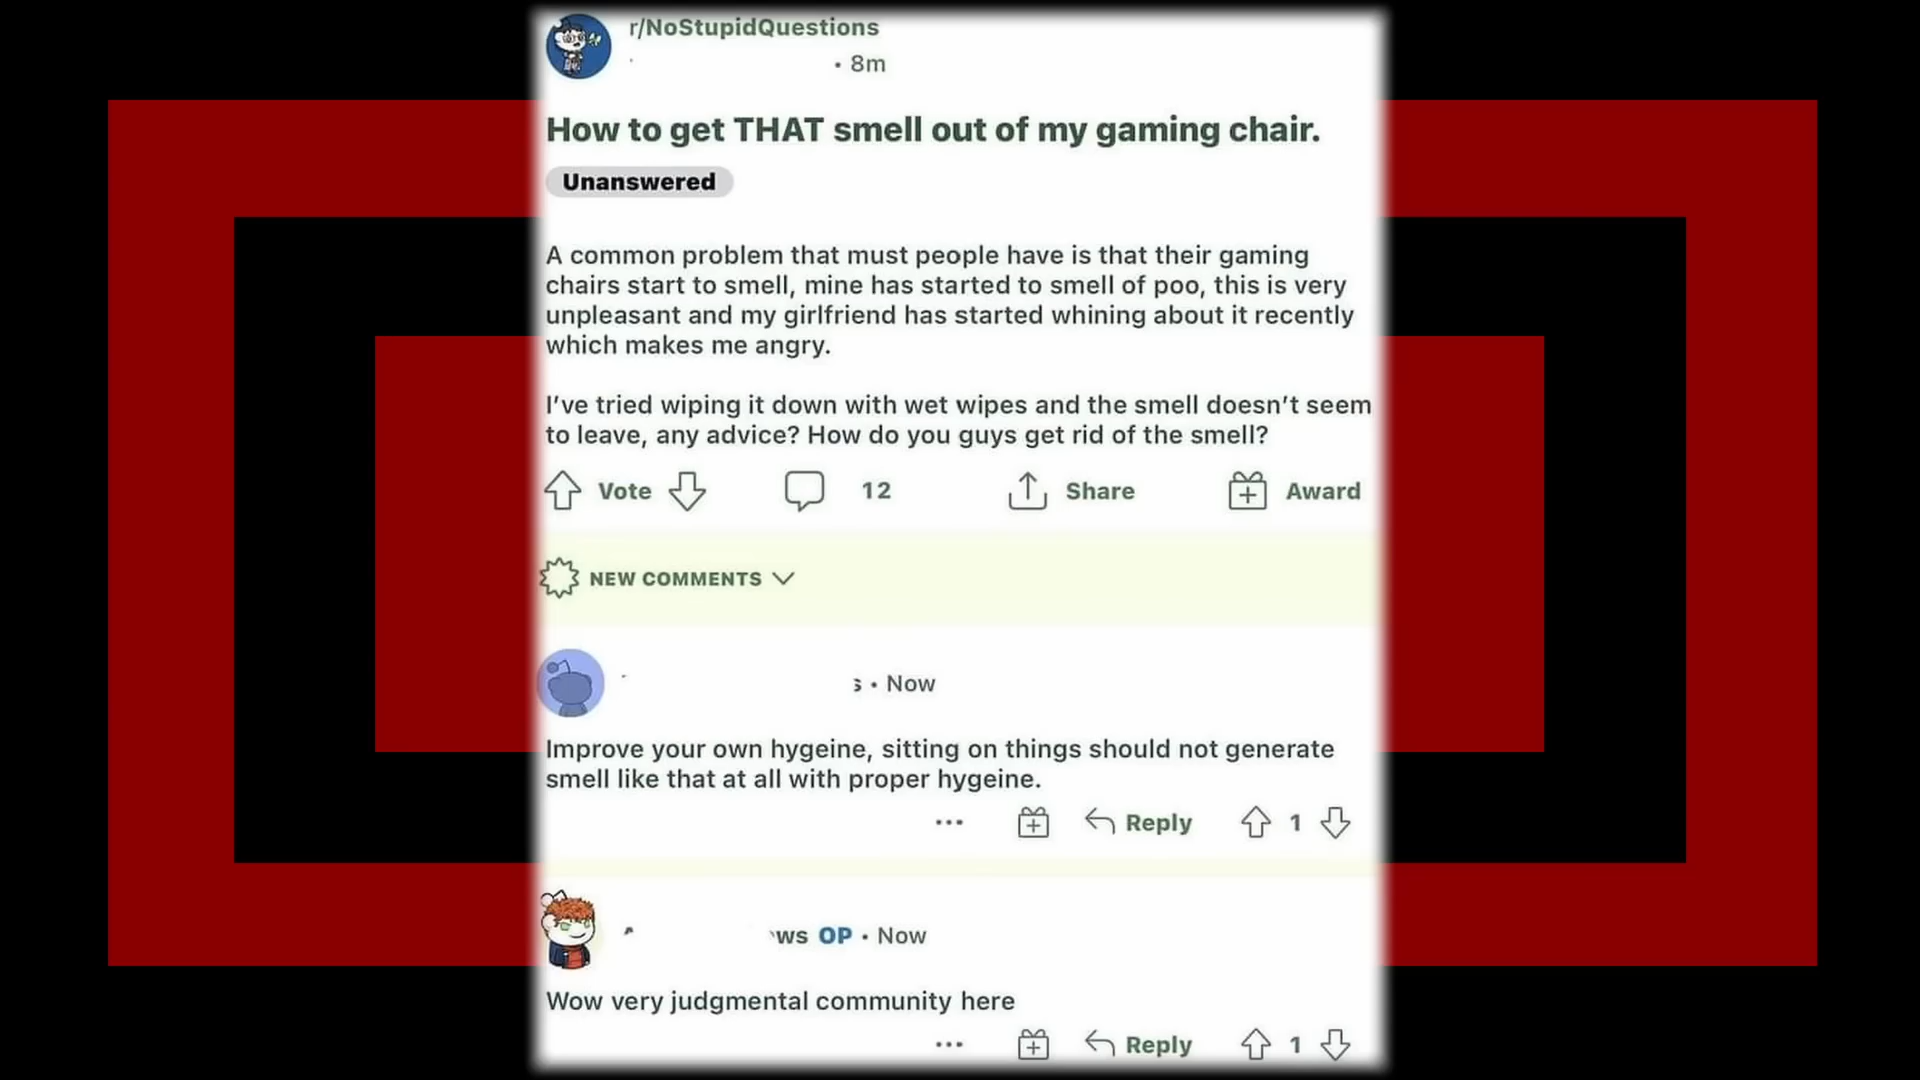 r/NoStupidQuestions
• 8m
How to get THAT smell out of my gaming chair.
Unanswered
A common problem that must people have is that their gaming
chairs start to smell, mine has started to smell of poo, this is very
unpleasant and my girlfriend has started whining about it recently
which makes me angry.
I've tried wiping it down with wet wipes and the smell doesn't seem
to leave, any advice? How do you guys get rid of the smell?
Vote 12 Share Award
NEW COMMENTS
s • Now
Improve your own hygeine, sitting on things should not generate
smell like that at all with proper hygeine.
... Reply 1
ws OP • Now
Wow very judgmental community here
... Reply 1